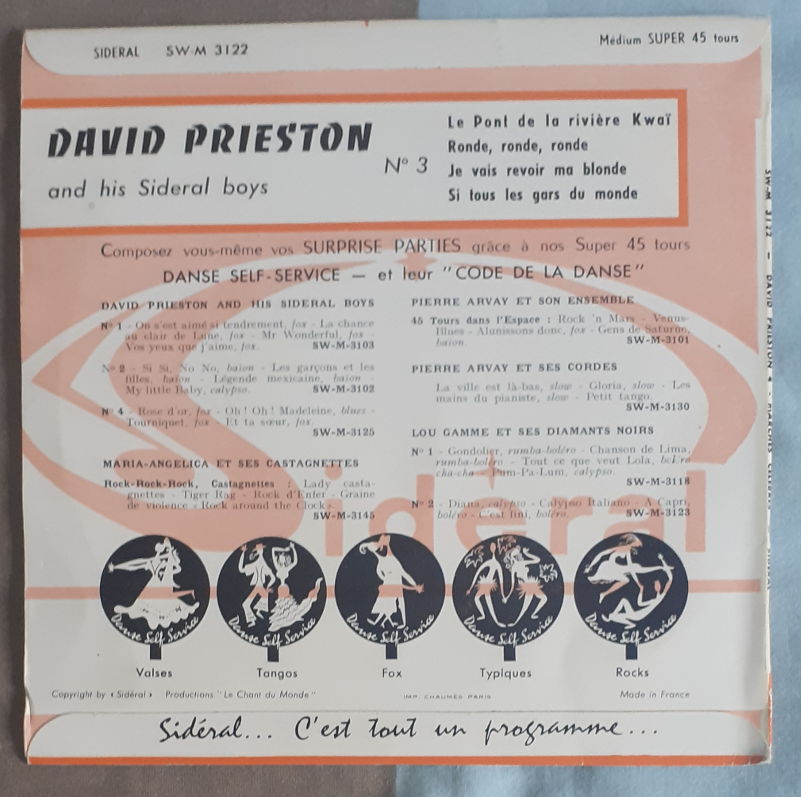 SIDERAL SW-M 3122
Médium SUPER 45 tours
DAVID PRIESTON
and his Sideral boys
N° 3
Le Pont de la rivière Kwaï
Ronde, ronde, ronde
Je vais revoir ma blonde
Si tous les gars du monde
Composez vous-même vos SURPRISE PARTIES grâce à nos Super 45 tours
DANSE SELF-SERVICE — et leur "CODE DE LA DANSE"
DAVID PRIESTON AND HIS SIDERAL BOYS
N° 1 - On s'est aimé si tendrement, fox - La chance
au clair de Lune, fox - Mr Wonderful, fox -
Vos yeux que j'aime, fox. SW-M-3103
N° 2 - Si Si, No No, baïon - Les garçons et les
filles, baïon - Légende mexicaine, baïon -
My little Baby, calypso. SW-M-3102
N° 4 - Rose d'or, fox - Oh ! Oh ! Madeleine, blues -
Tourniquet, fox - Et ta sœur, fox.
SW-M-3125
MARIA-ANGELICA ET SES CASTAGNETTES
Rock-Rock-Rock, Castagnettes : Lady casta-
gnettes - Tiger Rag - Rock d'Enfer - Graine
de violence - Rock around the Clock.
SW-M-3145
PIERRE ARVAY ET SON ENSEMBLE
45 Tours dans l'Espace : Rock 'n Mars - Venus-
Blues - Alunissons donc, fox - Gens de Saturne,
baïon. SW-M-3101
PIERRE ARVAY ET SES CORDES
La ville est là-bas, slow - Gloria, slow - Les
mains du pianiste, slow - Petit tango.
SW-M-3130
LOU GAMME ET SES DIAMANTS NOIRS
N° 1 - Gondolier, rumba-boléro - Chanson de Lima,
rumba-boléro - Tout ce que veut Lola,
cha-cha - Pum-Pa-Lum, calypso.
SW-M-3118
N° 2 - Diana, calypso - Calypso Italiano - A Capri,
boléro - C'est fini, boléro. SW-M-3123
Sidéral
Danse Self Service
Danse Self Service
Danse Self Service
Danse Self Service
Danse Self Service
Valses
Tangos
Fox
Typiques
Rocks
Copyright by « Sidéral » Productions "Le Chant du Monde"
IMP. CHAUMÈS PARIS
Made in France
Sidéral... C'est tout un programme...
SW-M 3122 - DAVID PRIESTON